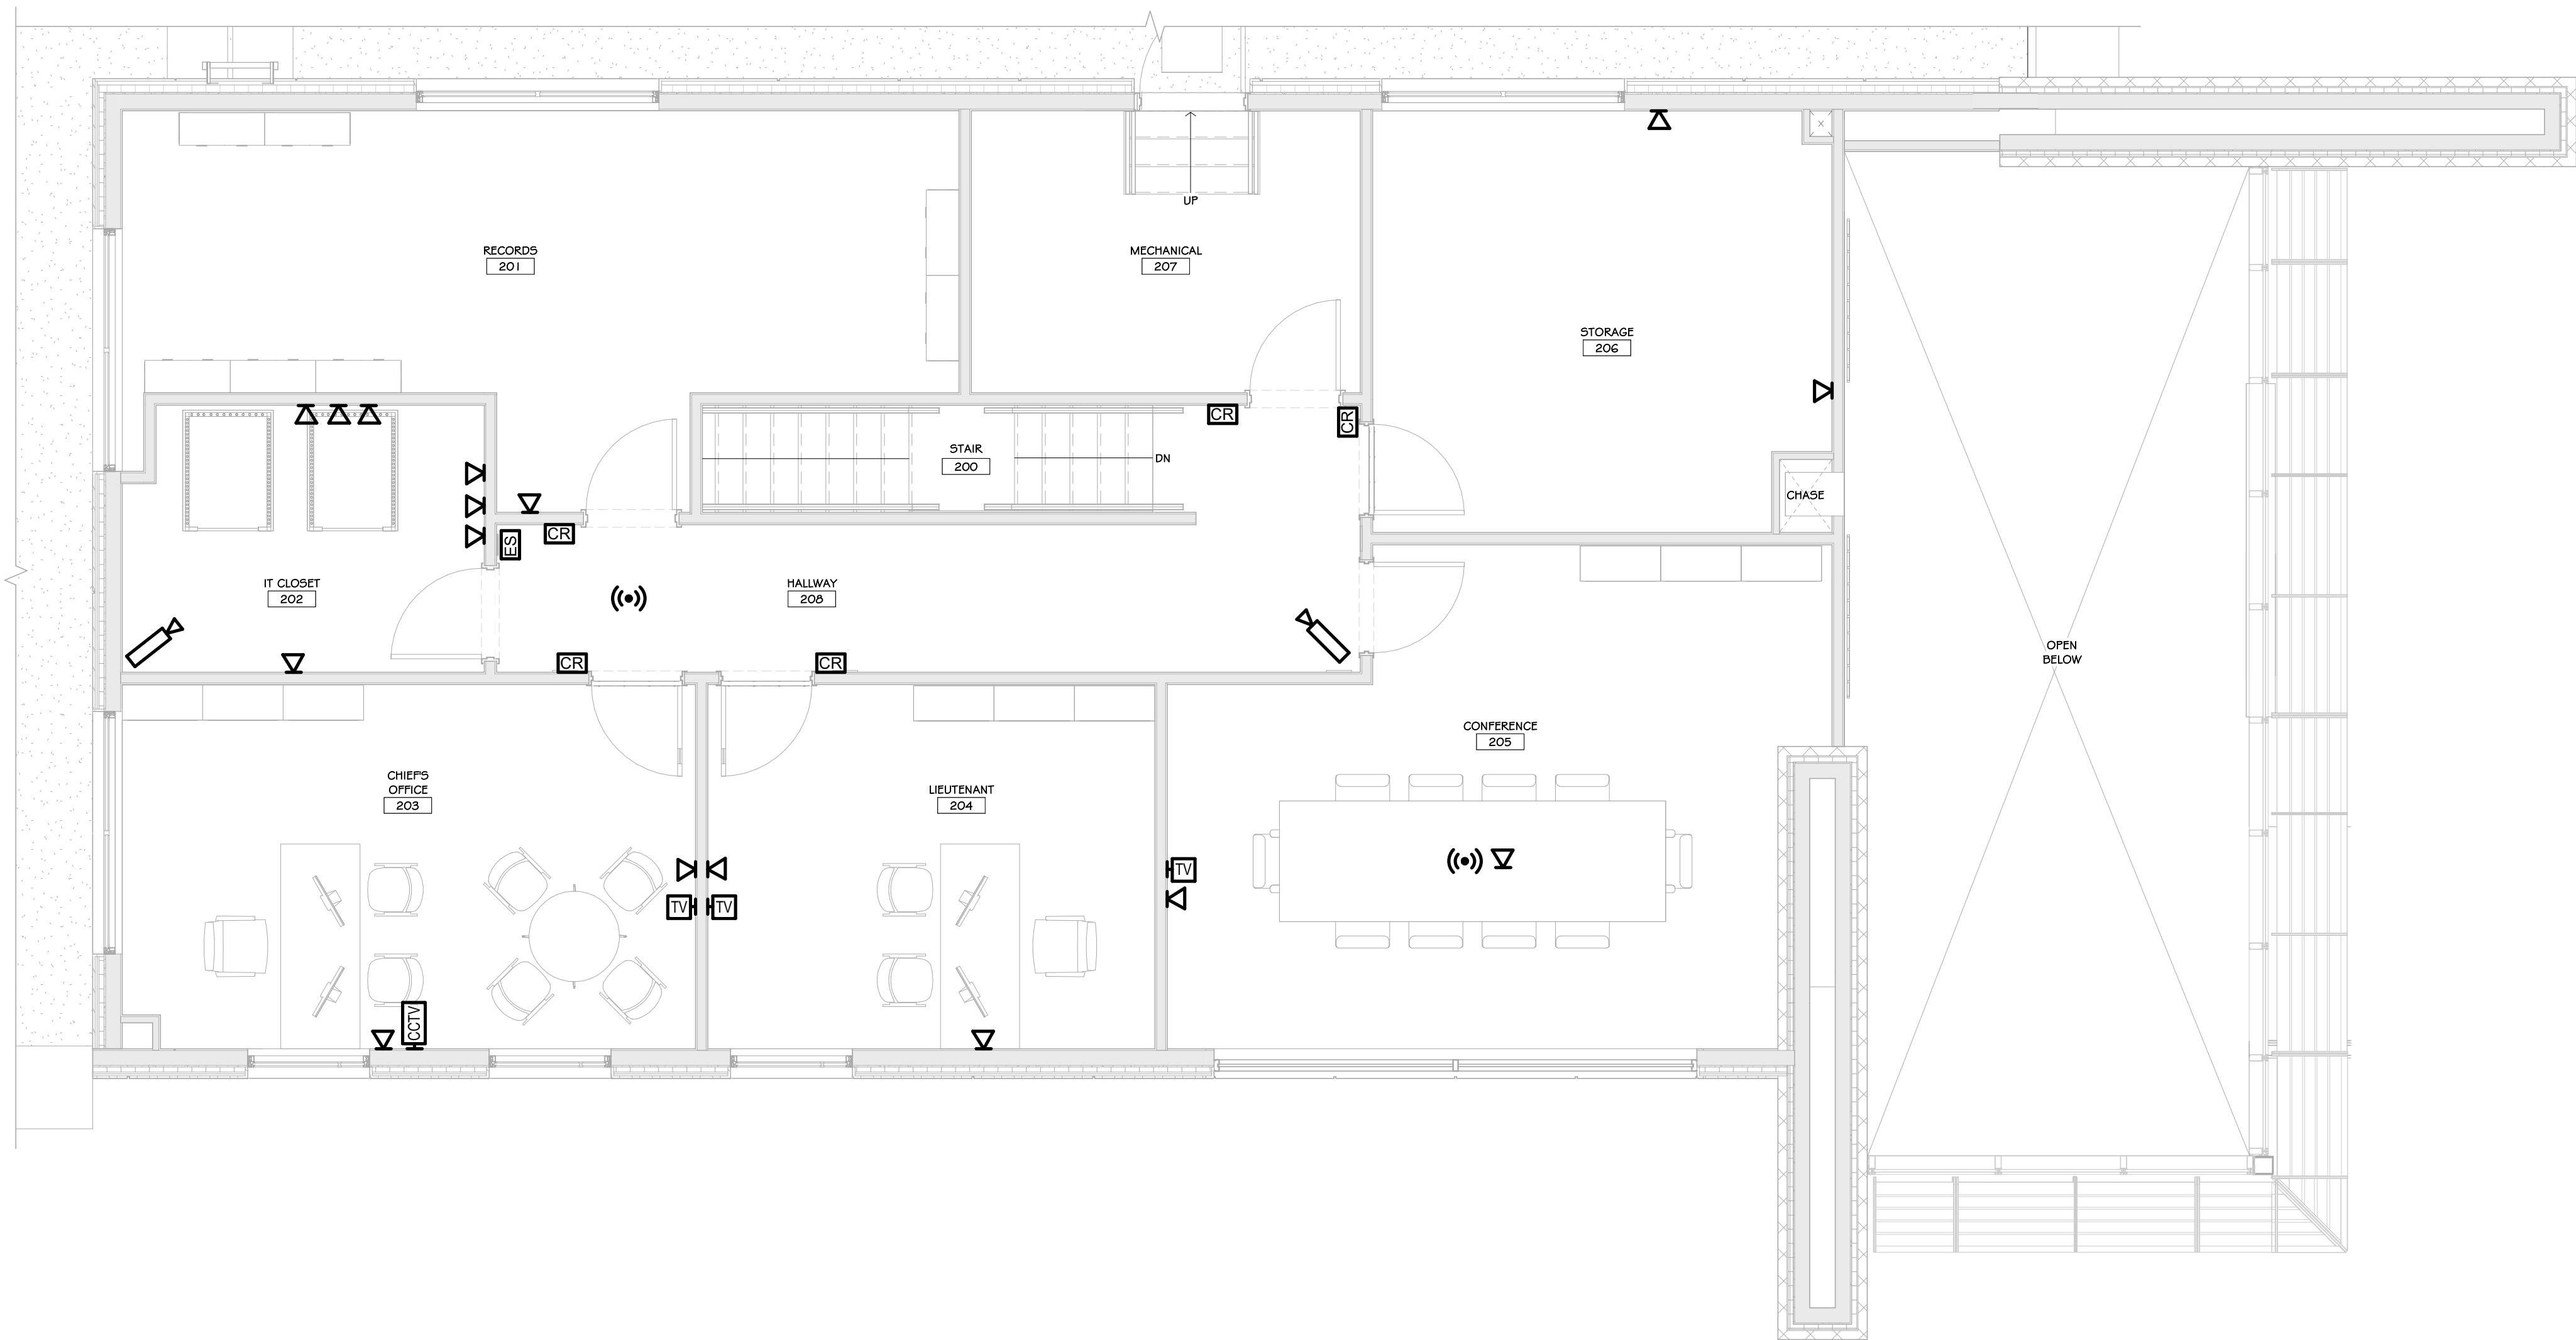 UP
RECORDS
201
MECHANICAL
207
STORAGE
206
CR
CR
STAIR
200
DN
CHASE
CR
ES
IT CLOSET
202
HALLWAY
208
OPEN
BELOW
CR
CR
CONFERENCE
205
CHIEF'S
OFFICE
203
LIEUTENANT
204
TV
TV
TV
CCTV